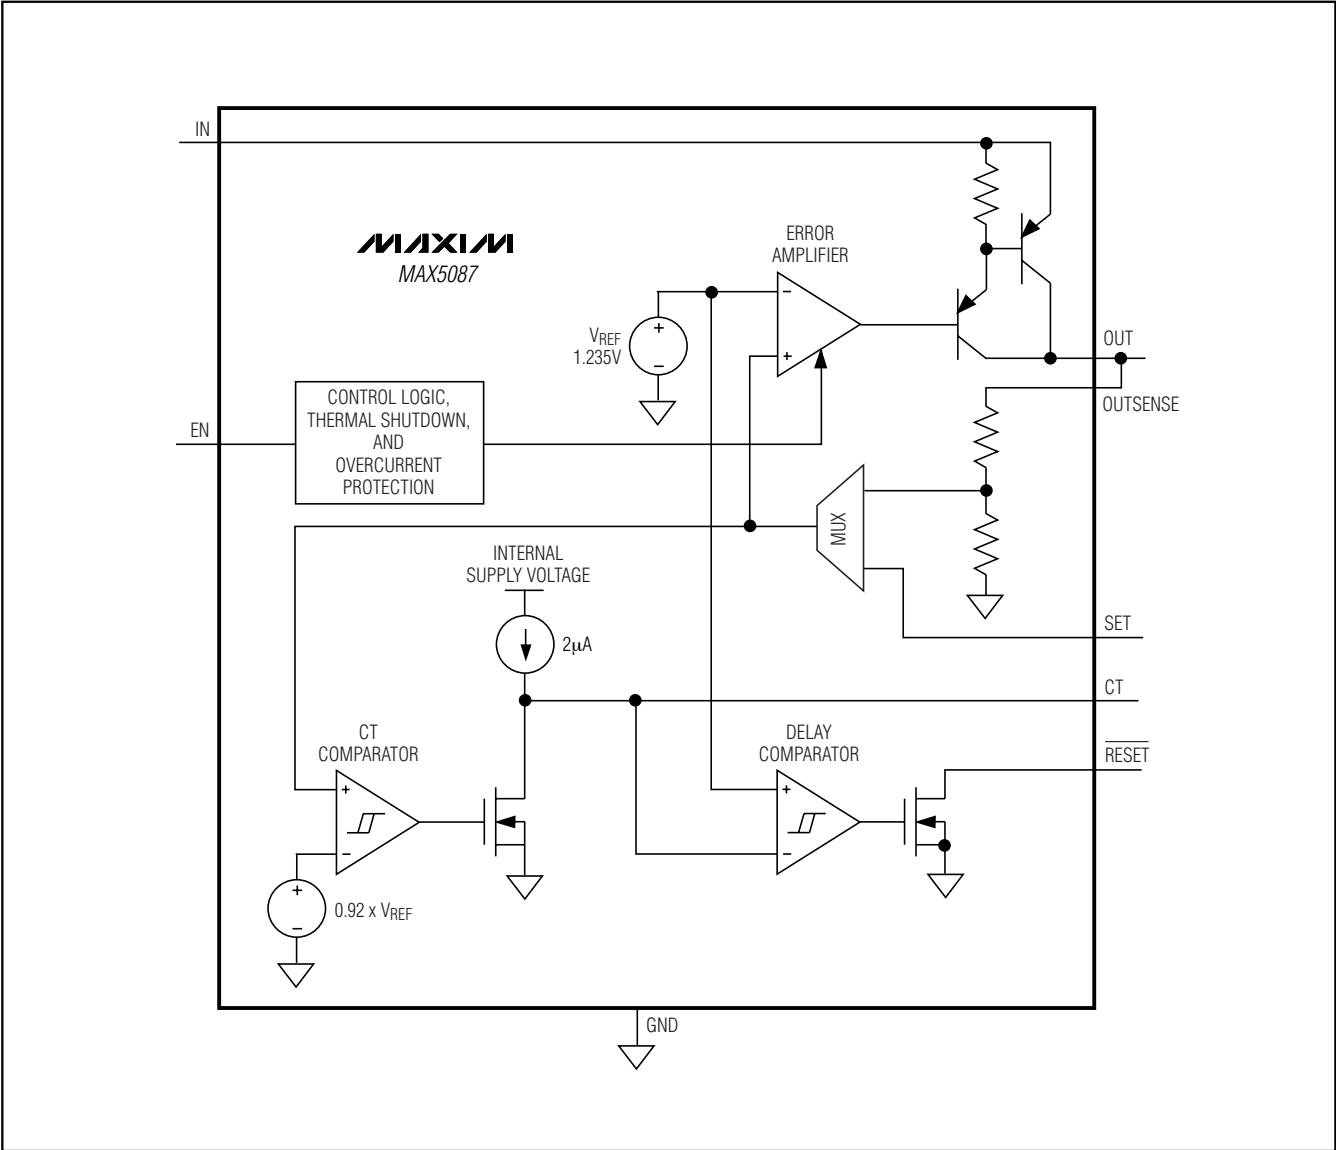 IN
MAXIM
MAX5087
ERROR
AMPLIFIER
−
+
VREF
1.235V
+
−
OUT
OUTSENSE
CONTROL LOGIC,
THERMAL SHUTDOWN,
AND
OVERCURRENT
PROTECTION
EN
MUX
INTERNAL
SUPPLY VOLTAGE
2µA
SET
CT
CT
COMPARATOR
+
−
DELAY
COMPARATOR
+
−
RESET
+
−
0.92 x VREF
GND